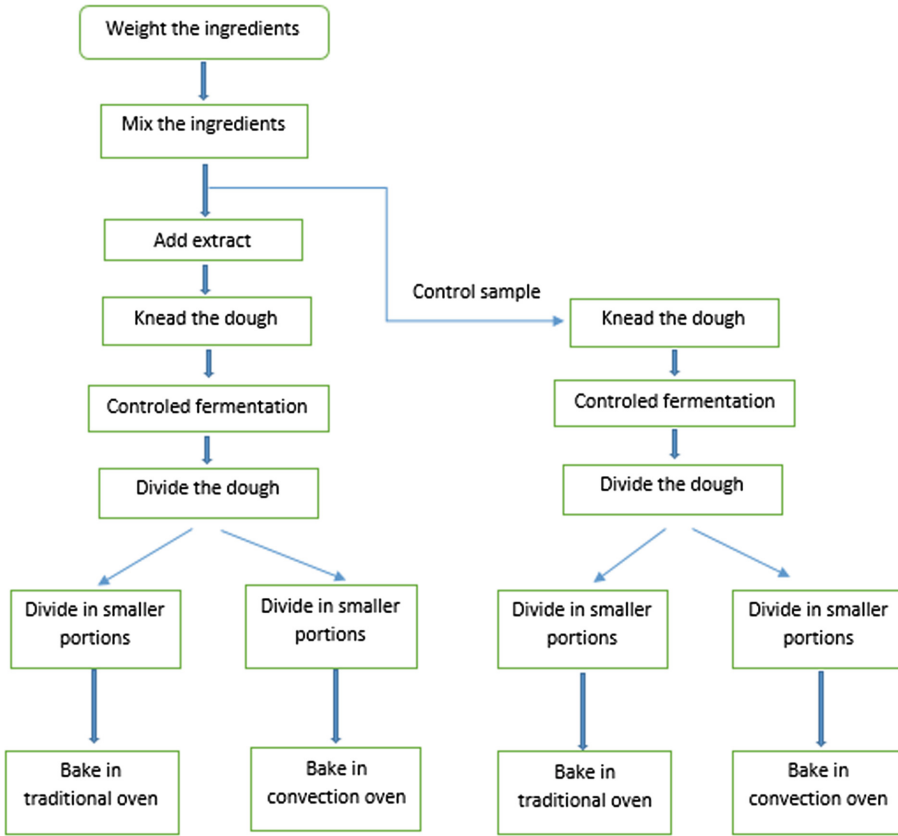 Weight the ingredients
Mix the ingredients
Add extract
Knead the dough
Controled fermentation
Divide the dough
Divide in smaller
portions
Bake in
traditional oven
Divide in smaller
portions
Bake in
convection oven
Control sample
Knead the dough
Controled fermentation
Divide the dough
Divide in smaller
portions
Bake in
traditional oven
Divide in smaller
portions
Bake in
convection oven